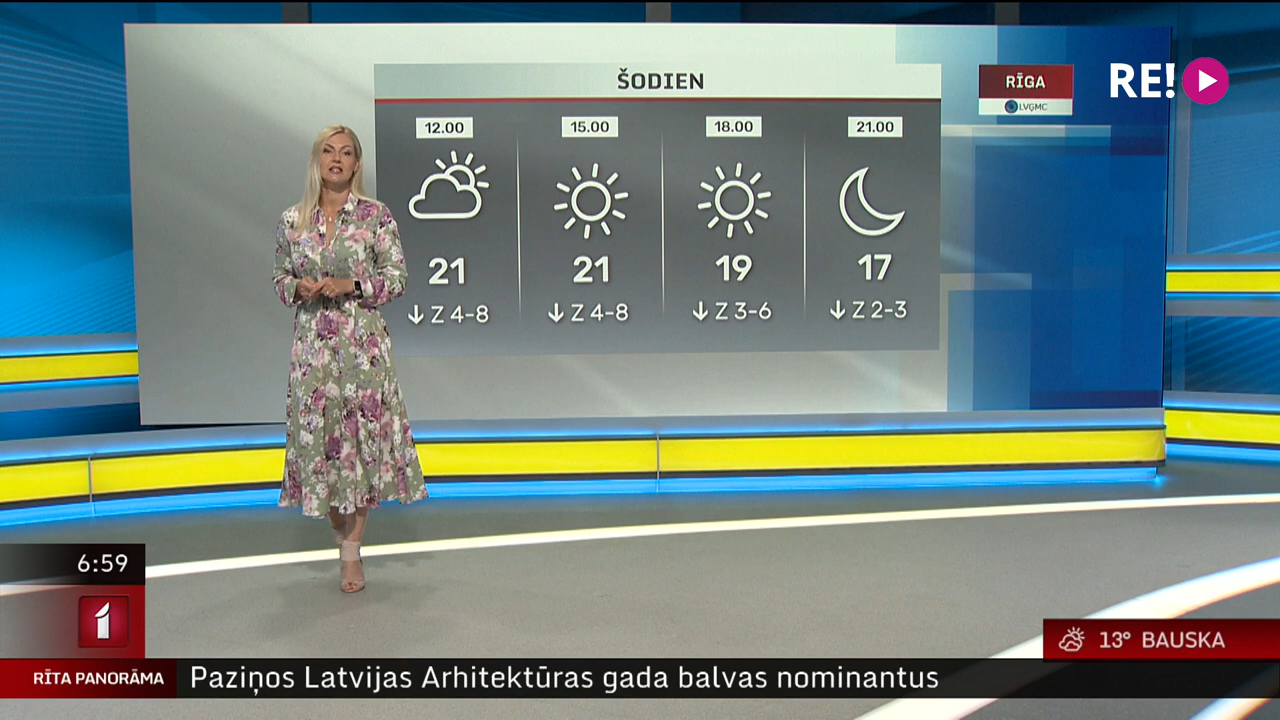 ŠODIEN
RĪGA
LVĢMC
RE!
12.00
15.00
18.00
21.00
21
21
19
17
Z 4-8
Z 4-8
Z 3-6
Z 2-3
6:59
1
13° BAUSKA
RĪTA PANORĀMA
Paziņos Latvijas Arhitektūras gada balvas nominantus